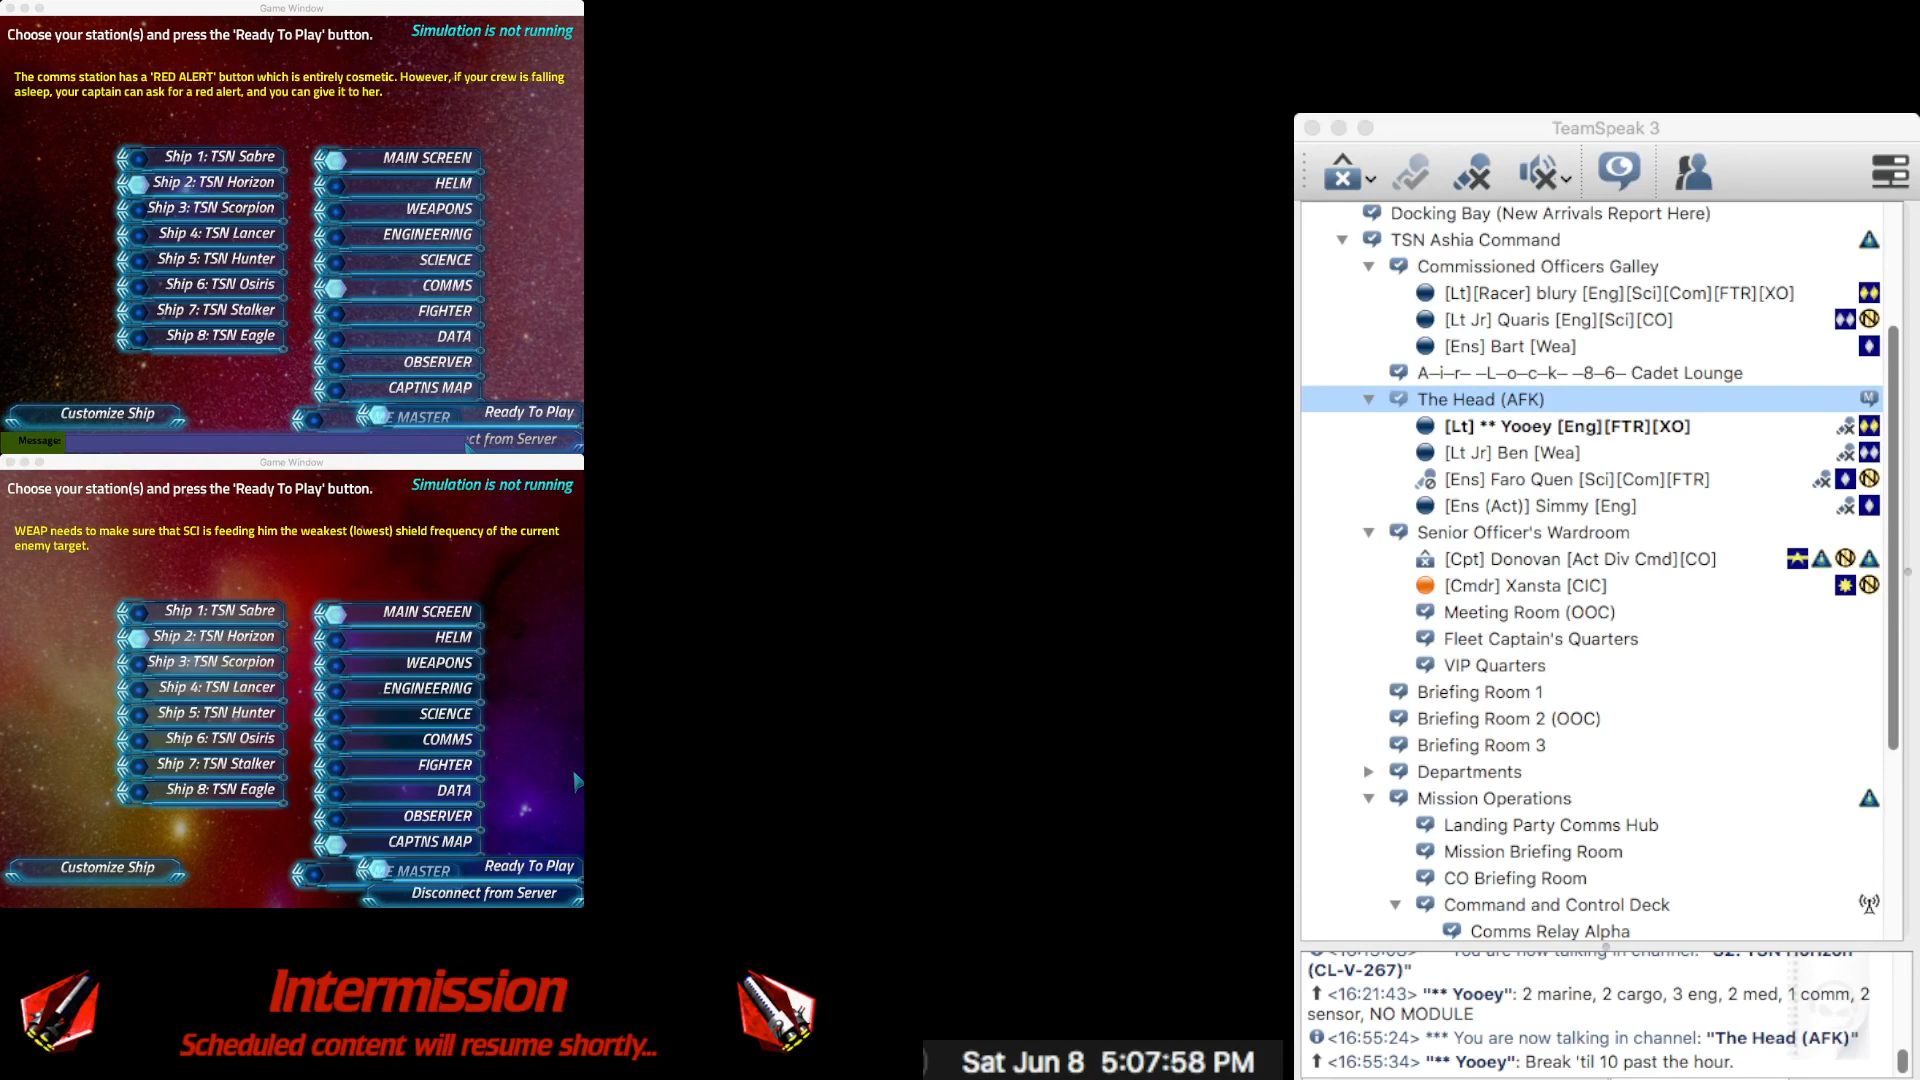 Game Window
Choose your station(s) and press the 'Ready To Play' button.
Simulation is not running
The comms station has a 'RED ALERT' button which is entirely cosmetic. However, if your crew is falling
asleep, your captain can ask for a red alert, and you can give it to her.
Ship 1: TSN Sabre
Ship 2: TSN Horizon
Ship 3: TSN Scorpion
Ship 4: TSN Lancer
Ship 5: TSN Hunter
Ship 6: TSN Osiris
Ship 7: TSN Stalker
Ship 8: TSN Eagle
MAIN SCREEN
HELM
WEAPONS
ENGINEERING
SCIENCE
COMMS
FIGHTER
DATA
OBSERVER
CAPTNS MAP
Customize Ship
E MASTER
Ready To Play
Message:
ct from Server
Game Window
Choose your station(s) and press the 'Ready To Play' button.
Simulation is not running
WEAP needs to make sure that SCI is feeding him the weakest (lowest) shield frequency of the current
enemy target.
Ship 1: TSN Sabre
Ship 2: TSN Horizon
Ship 3: TSN Scorpion
Ship 4: TSN Lancer
Ship 5: TSN Hunter
Ship 6: TSN Osiris
Ship 7: TSN Stalker
Ship 8: TSN Eagle
MAIN SCREEN
HELM
WEAPONS
ENGINEERING
SCIENCE
COMMS
FIGHTER
DATA
OBSERVER
CAPTNS MAP
Customize Ship
E MASTER
Ready To Play
Disconnect from Server
Intermission
Scheduled content will resume shortly...
Sat Jun 8 5:07:58 PM
TeamSpeak 3
Docking Bay (New Arrivals Report Here)
TSN Ashia Command
Commissioned Officers Galley
[Lt][Racer] blury [Eng][Sci][Com][FTR][XO]
[Lt Jr] Quaris [Eng][Sci][CO]
[Ens] Bart [Wea]
A–i–r– –L–o–c–k– –8–6– Cadet Lounge
The Head (AFK)
[Lt] ** Yooey [Eng][FTR][XO]
[Lt Jr] Ben [Wea]
[Ens] Faro Quen [Sci][Com][FTR]
[Ens (Act)] Simmy [Eng]
Senior Officer's Wardroom
[Cpt] Donovan [Act Div Cmd][CO]
[Cmdr] Xansta [CIC]
Meeting Room (OOC)
Fleet Captain's Quarters
VIP Quarters
Briefing Room 1
Briefing Room 2 (OOC)
Briefing Room 3
Departments
Mission Operations
Landing Party Comms Hub
Mission Briefing Room
CO Briefing Room
Command and Control Deck
Comms Relay Alpha
You are now talking in channel:
(CL-V-267)"
<16:21:43> "** Yooey": 2 marine, 2 cargo, 3 eng, 2 med, 1 comm, 2
sensor, NO MODULE
<16:55:24> *** You are now talking in channel: "The Head (AFK)"
<16:55:34> "** Yooey": Break 'til 10 past the hour.